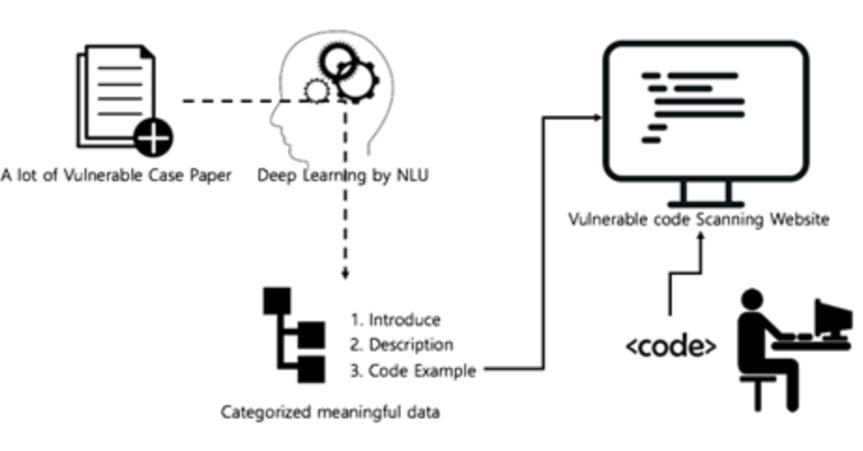 A lot of Vulnerable Case Paper
Deep Learning by NLU
1. Introduce
2. Description
3. Code Example
Categorized meaningful data
Vulnerable code Scanning Website
<code>